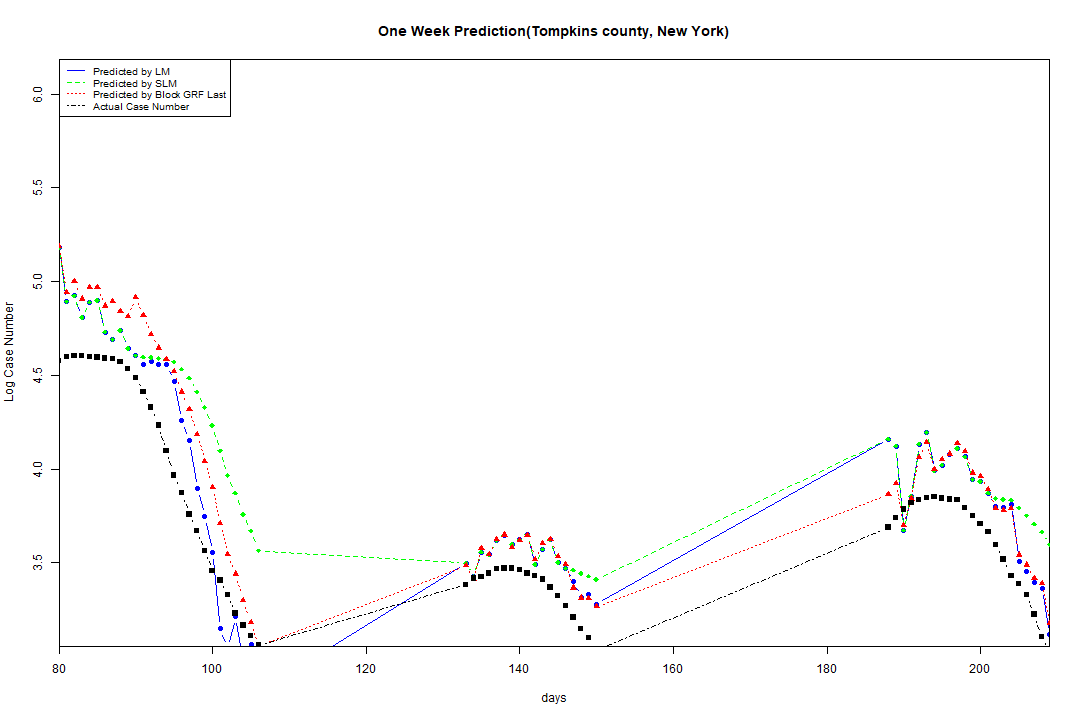 One Week Prediction(Tompkins county, New York)
Predicted by LM
Predicted by SLM
Predicted by Block GRF Last
Actual Case Number
6.0
5.5
5.0
4.5
4.0
3.5
Log Case Number
80 100 120 140 160 180 200
days